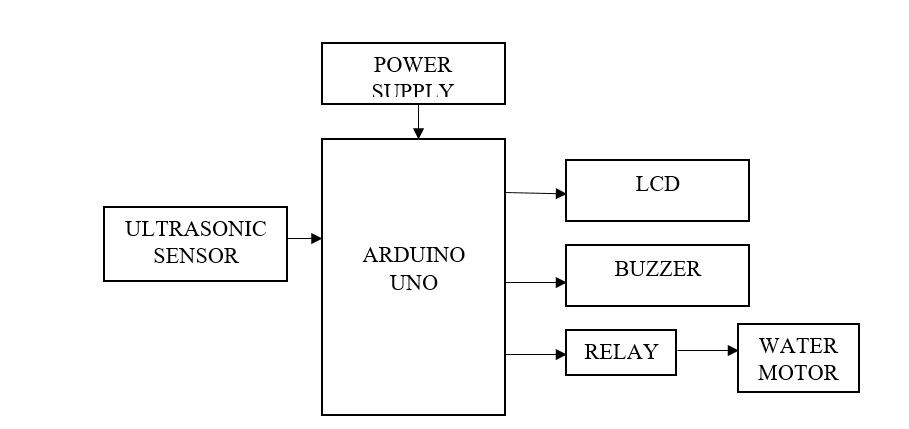 POWER
SUPPLY
LCD
ULTRASONIC
SENSOR
ARDUINO
UNO
BUZZER
RELAY
WATER
MOTOR